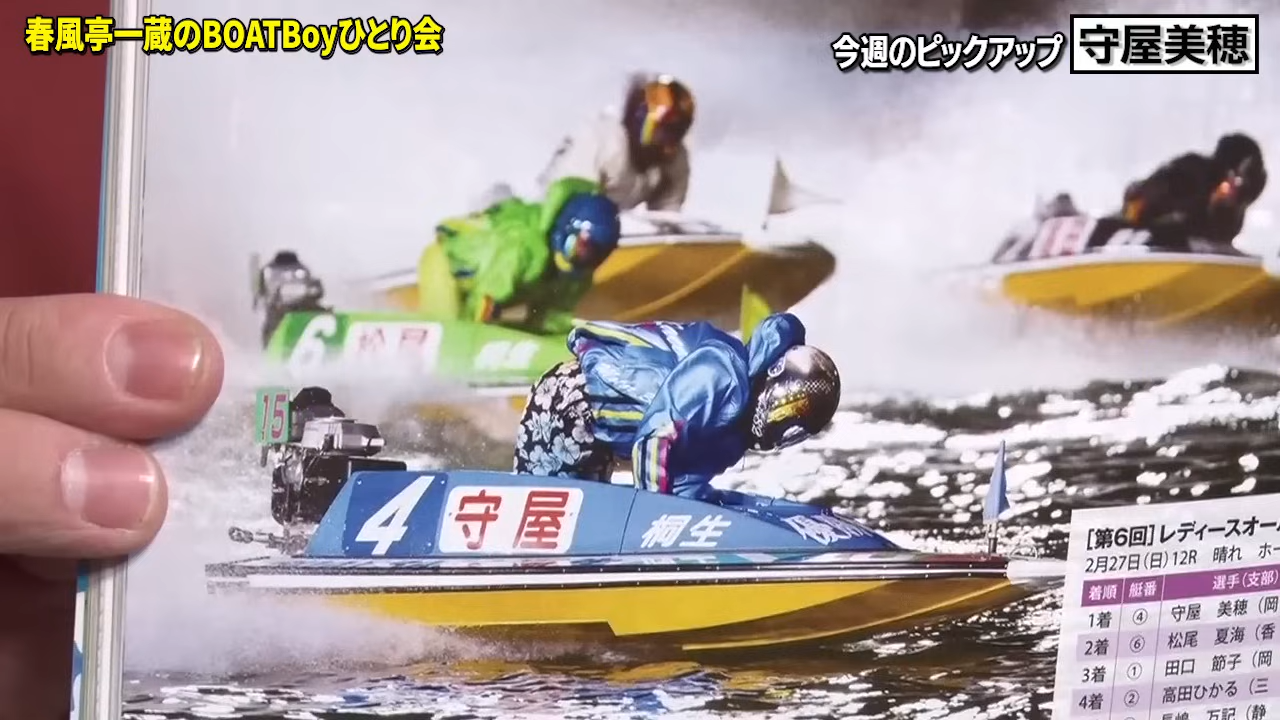 春風亭一蔵のBOATBoyひとり会
今週のピックアップ 守屋美穂
6
15
4 守屋 桐生
[第6回]レディースオー
2月27日(日)12R 晴れ ホー
着順 艇番 選手(支部)
1着 ④ 守屋 美穂(岡
2着 ⑥ 松尾 夏海(香
3着 ① 田口 節子(岡
4着 ② 高田ひかる(三